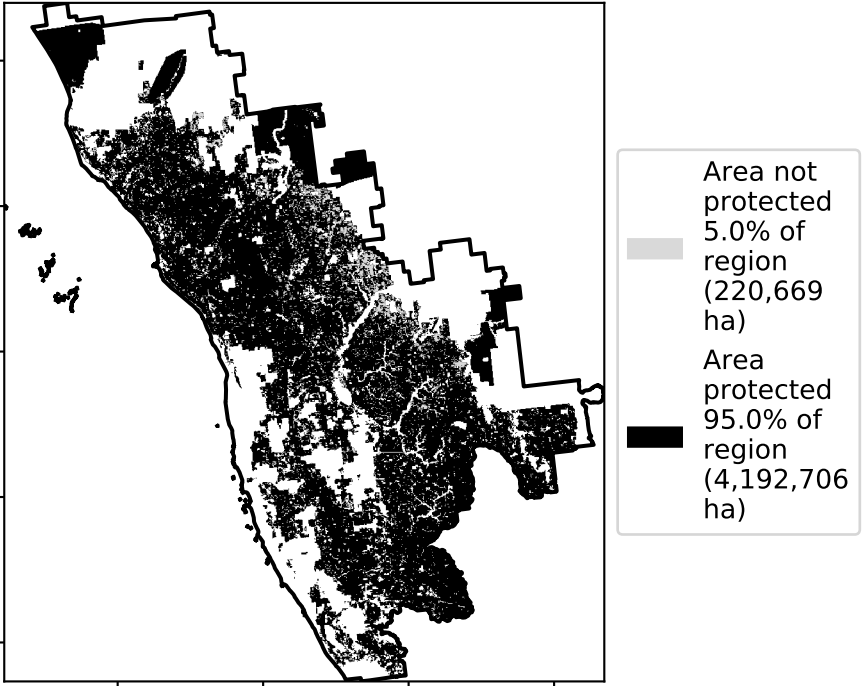 Area not
protected
5.0% of
region
(220,669
ha)
Area
protected
95.0% of
region
(4,192,706
ha)